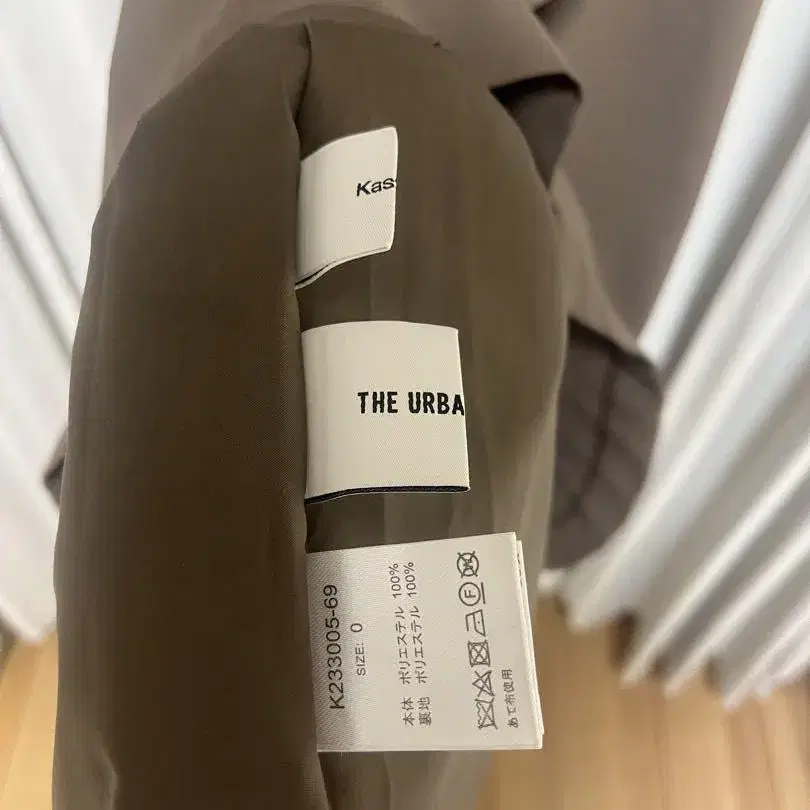 Kas
THE URBA
K233005-69
SIZE: 0
本体 ポリエステル 100%
裏地 ポリエステル 100%
F
あて布使用